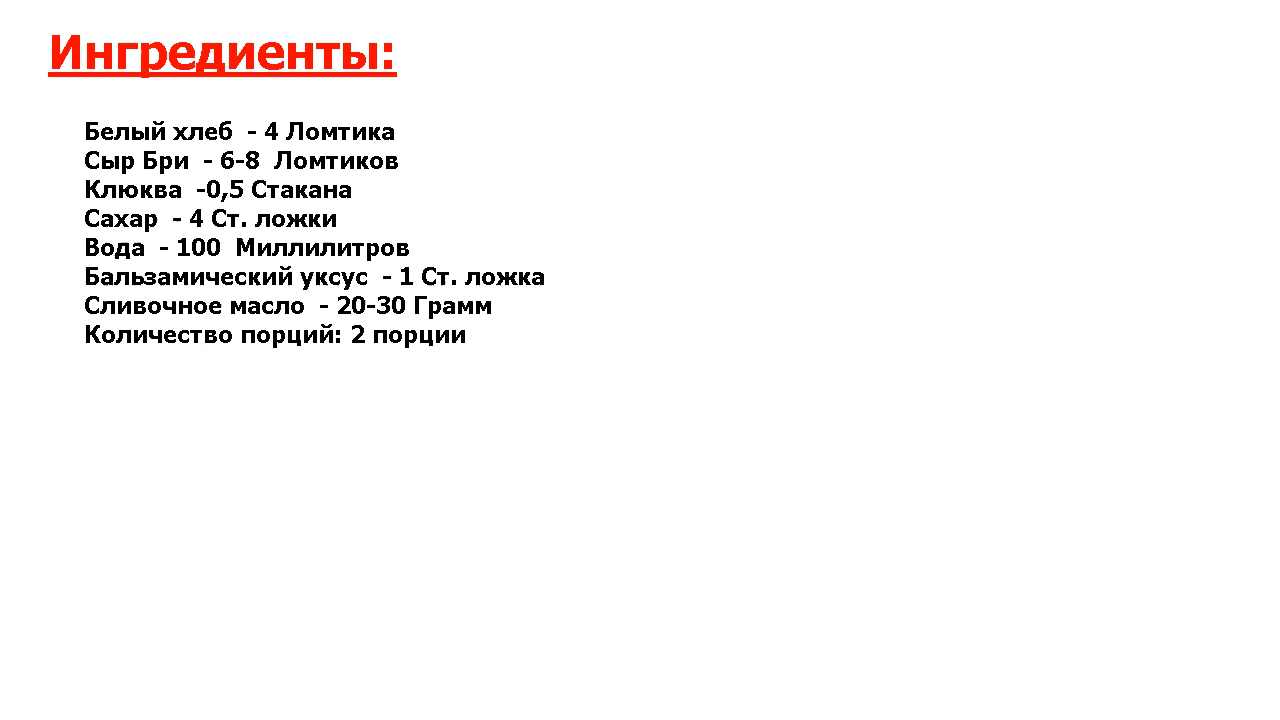 Ингредиенты:
Белый хлеб  - 4 Ломтика
Сыр Бри  - 6-8  Ломтиков
Клюква  -0,5 Стакана
Сахар  - 4 Ст. ложки
Вода  - 100  Миллилитров
Бальзамический уксус  - 1 Ст. ложка
Сливочное масло  - 20-30 Грамм
Количество порций: 2 порции